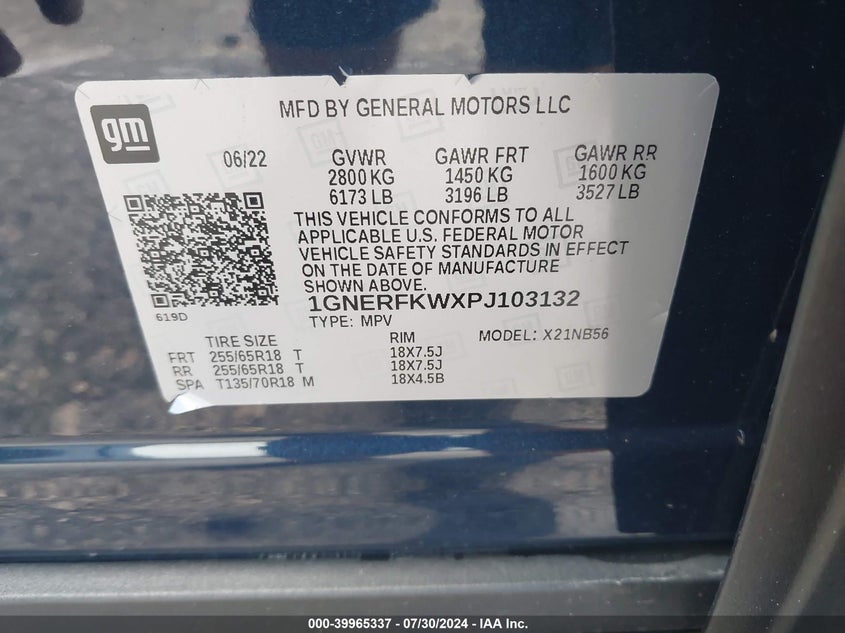 gm
MFD BY GENERAL MOTORS LLC
06/22 GVWR GAWR FRT GAWR RR
2800 KG 1450 KG 1600 KG
6173 LB 3196 LB 3527 LB
THIS VEHICLE CONFORMS TO ALL
APPLICABLE U.S. FEDERAL MOTOR
VEHICLE SAFETY STANDARDS IN EFFECT
ON THE DATE OF MANUFACTURE
SHOWN ABOVE.
1GNERFKWXPJ103132
619D
TYPE: MPV MODEL: X21NB56
TIRE SIZE RIM
FRT 255/65R18 T 18X7.5J
RR 255/65R18 T 18X7.5J
SPA T135/70R18 M 18X4.5B
000-39965337 - 07/30/2024 - IAA Inc.